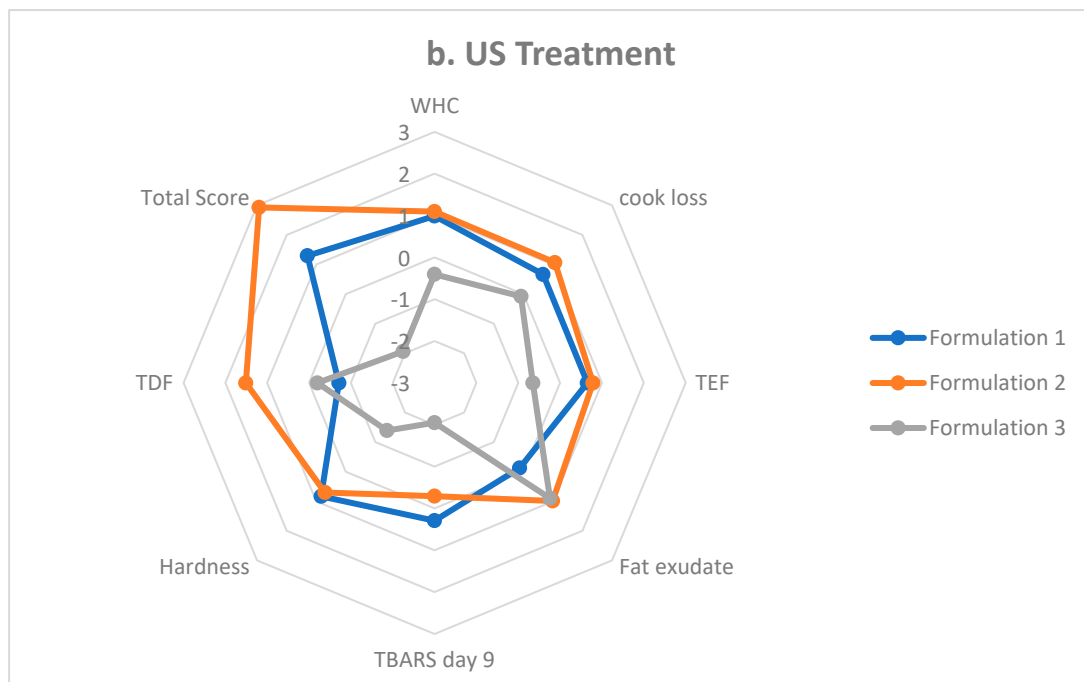 b. US Treatment
WHC
3
2
1
0
-1
-2
-3
Total Score
cook loss
TDF
TEF
Hardness
Fat exudate
TBARS day 9
Formulation 1
Formulation 2
Formulation 3